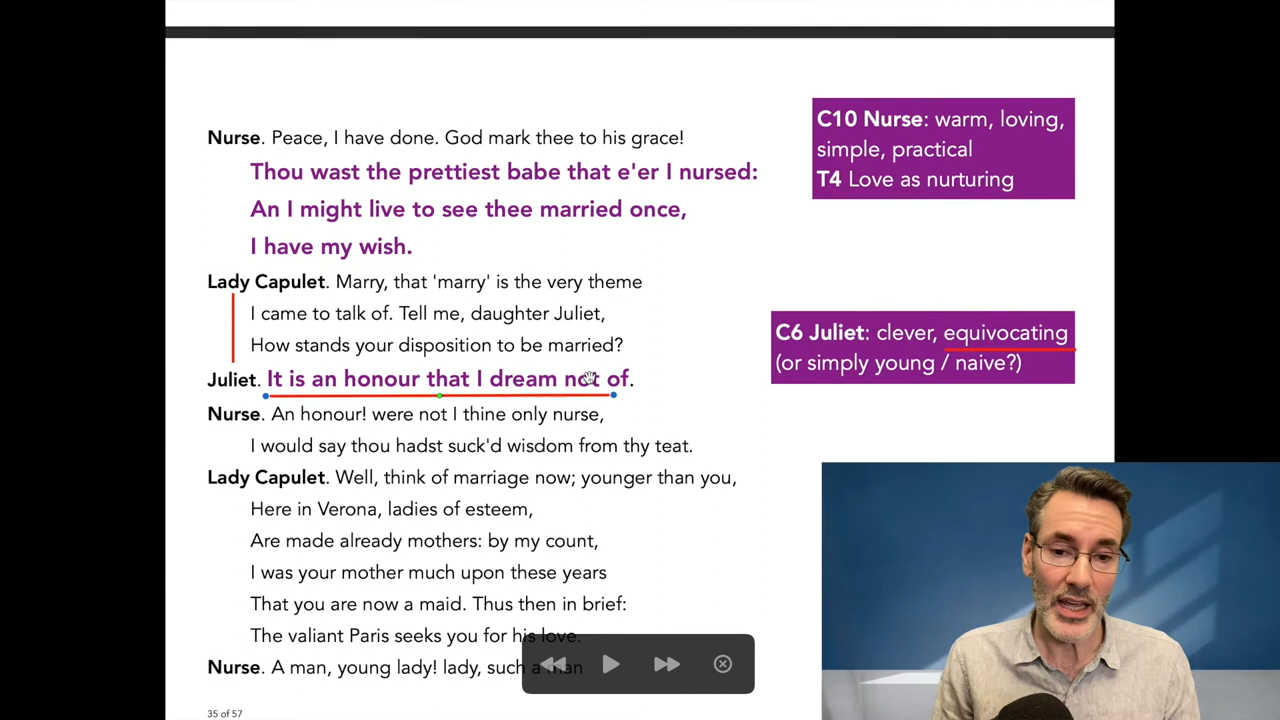 Nurse. Peace, I have done. God mark thee to his grace!
Thou wast the prettiest babe that e'er I nursed:
An I might live to see thee married once,
I have my wish.
Lady Capulet. Marry, that 'marry' is the very theme
I came to talk of. Tell me, daughter Juliet,
How stands your disposition to be married?
Juliet. It is an honour that I dream not of.
Nurse. An honour! were not I thine only nurse,
I would say thou hadst suck'd wisdom from thy teat.
Lady Capulet. Well, think of marriage now; younger than you,
Here in Verona, ladies of esteem,
Are made already mothers: by my count,
I was your mother much upon these years
That you are now a maid. Thus then in brief:
The valiant Paris seeks you for his love.
Nurse. A man, young lady! lady, such a man
35 of 57
C10 Nurse: warm, loving,
simple, practical
T4 Love as nurturing
C6 Juliet: clever, equivocating
(or simply young / naive?)